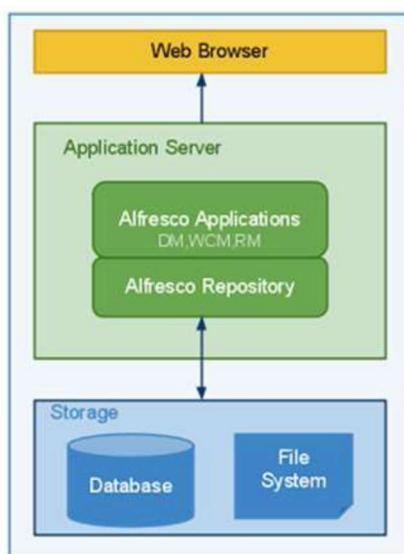 Web Browser
Application Server
Alfresco Applications
DM,WCM,RM
Alfresco Repository
Storage
Database
File
System